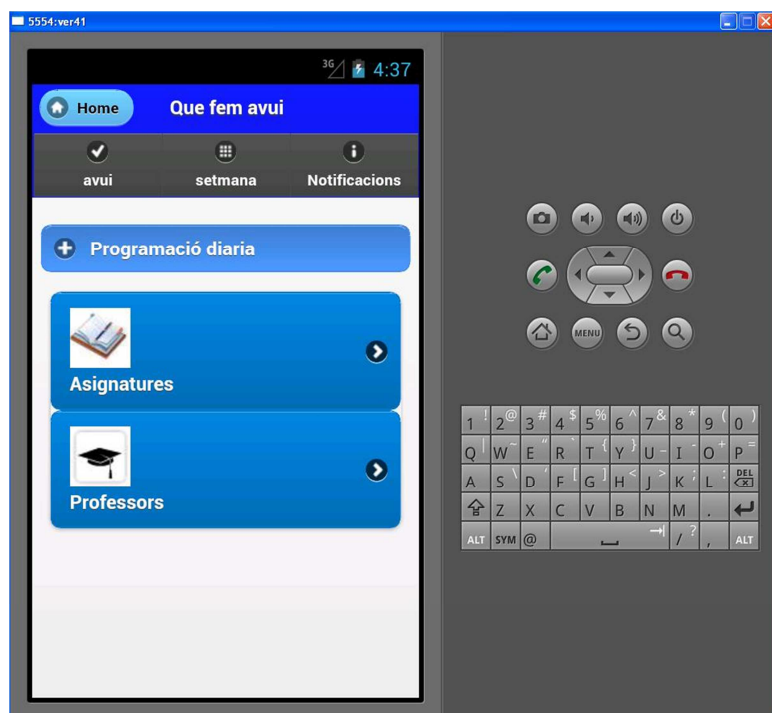 5554:ver41
3G 4:37
Home Que fem avui
avui setmana Notificacions
Programació diaria
Asignatures
Professors
MENU
1 ! 2 @ 3 # 4 $ 5 % 6 ^ 7 & 8 * 9 ( 0 )
Q | W ~ E " R ` T { Y } U - I - O + P =
A S \ D ' F [ G ] H < J > K ; L : DEL
Z X C V B N M .
ALT SYM @ / ? , ALT